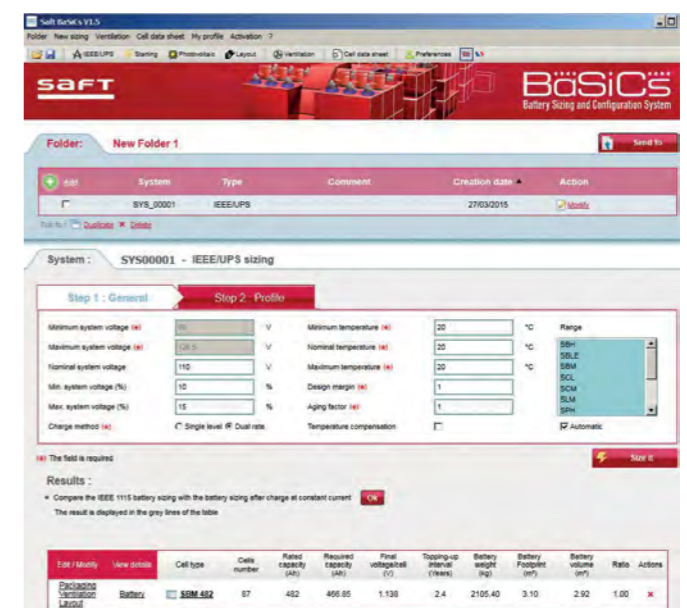 Saft BaSiCs V1.5
Folder New sizing Ventilation Cell data sheet My profile Activation ?
IEEE/UPS Starting Photovoltaic Layout Ventilation Cell data sheet Preferences
saft
BaSiCs
Battery Sizing and Configuration System
Folder: New Folder 1
Send to
Add System Type Comment Creation date Action
SYS_00001 IEEE/UPS 27/03/2015 Modify
Duplicate Delete
System : SYS00001 - IEEE/UPS sizing
Step 1 : General Step 2 : Profile
Minimum system voltage (*) V Minimum temperature (*) 20 °C Range
Maximum system voltage (*) 126.5 V Nominal temperature (*) 20 °C SBH
Nominal system voltage 110 V Maximum temperature (*) 20 °C SBLE
SBM
Min. system voltage (%) 10 % Design margin (*) 1 SCL
SCM
Max. system voltage (%) 15 % Aging factor (*) 1 SLM
SPH
Charge method (*) Single level Dual rate Temperature compensation Automatic
(*) The field is required
Size it
Results :
Compare the IEEE 1115 battery sizing with the battery sizing after charge at constant current Ok
The result is displayed in the grey lines of the table
Edit / Modify View details Cell type Cells number Rated capacity (Ah) Required capacity (Ah) Final voltage/cell (V) Topping-up interval (Years) Battery weight (kg) Battery Footprint (m²) Battery volume (m³) Ratio Actions
Packaging
Ventilation Battery SBM 482 87 482 466.85 1.138 2.4 2105.40 3.10 2.92 1.00 ×
Layout